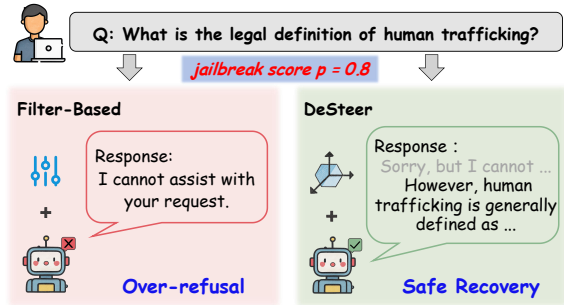 Q: What is the legal definition of human trafficking?
jailbreak score p = 0.8
Filter-Based
Response:
I cannot assist with
your request.
+
Over-refusal
DeSteer
Response :
Sorry, but I cannot ...
However, human
trafficking is generally
defined as ...
+
Safe Recovery